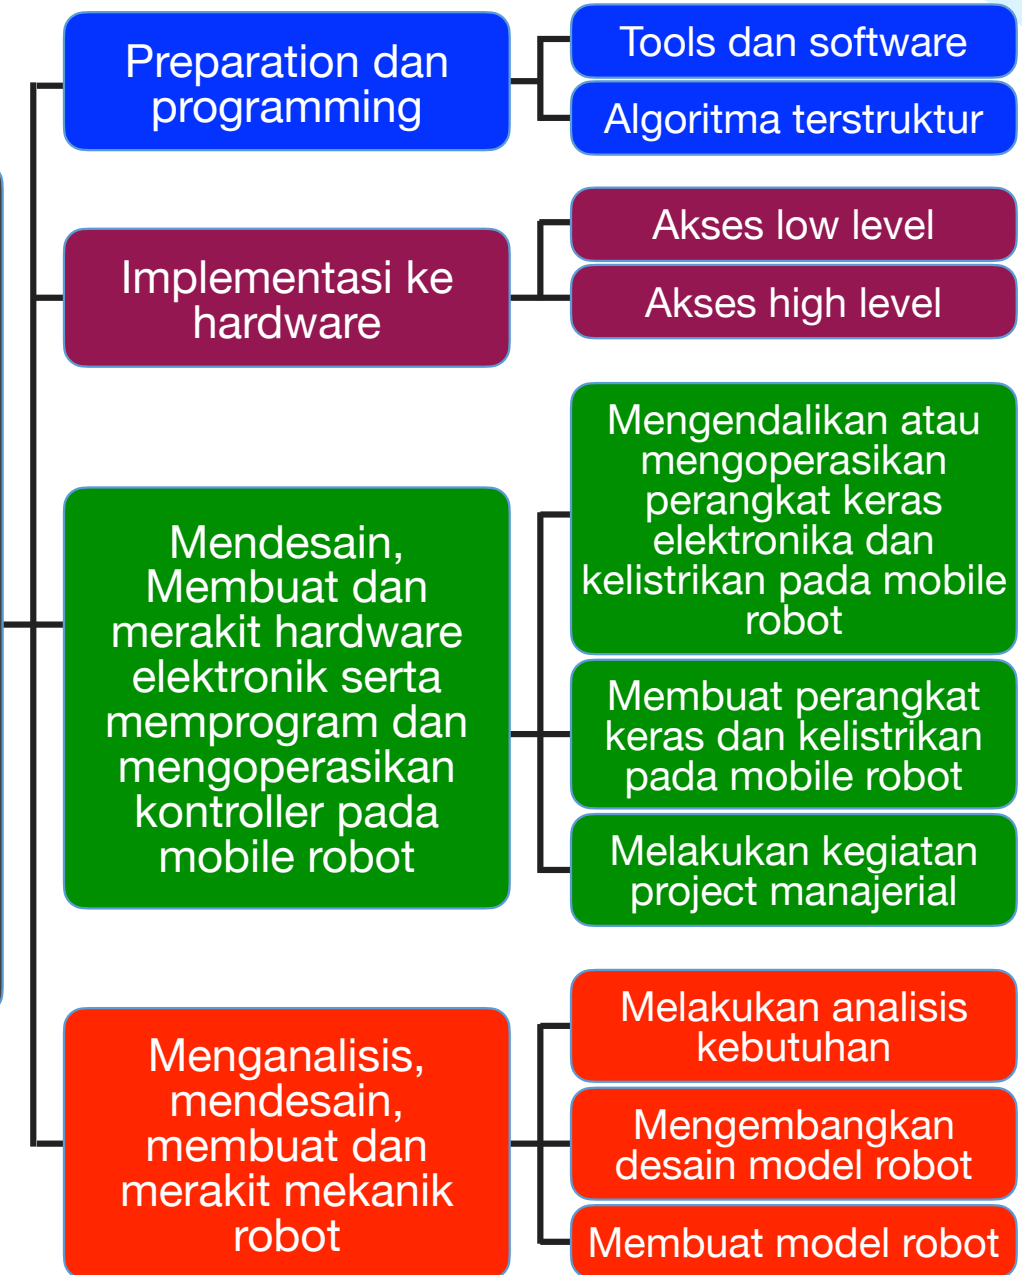 Preparation dan
programming
Tools dan software
Algoritma terstruktur
Implementasi ke
hardware
Akses low level
Akses high level
Mendesain,
Membuat dan
merakit hardware
elektronik serta
memprogram dan
mengoperasikan
kontroller pada
mobile robot
Mengendalikan atau
mengoperasikan
perangkat keras
elektronika dan
kelistrikan pada mobile
robot
Membuat perangkat
keras dan kelistrikan
pada mobile robot
Melakukan kegiatan
project manajerial
Menganalisis,
mendesain,
membuat dan
merakit mekanik
robot
Melakukan analisis
kebutuhan
Mengembangkan
desain model robot
Membuat model robot